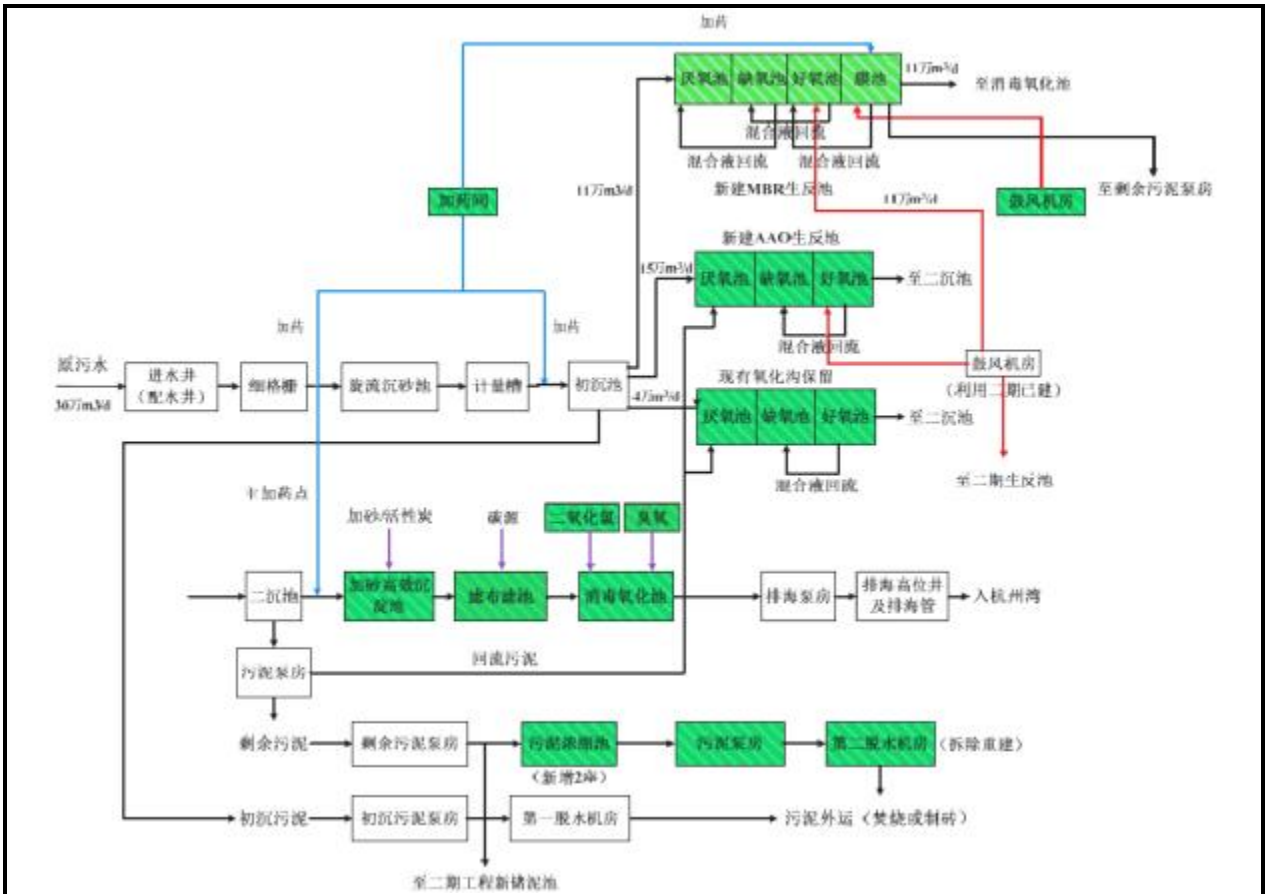 加药
厌氧池 缺氧池 好氧池 膜池
11万m³/d
至消毒氧化池
混合液回流
混合液回流 混合液回流
新建MBR生反池
11万m3/d
加药间
11万m³/d
鼓风机房
至剩余污泥泵房
新建AAO生反池
15万m³/d
厌氧池 缺氧池 好氧池
至二沉池
混合液回流
加药
加药
原污水
30万m3/d
进水井
（配水井）
细格栅
旋流沉砂池
计量槽
初沉池
现有氧化沟保留
4万m³/d
厌氧池 缺氧池 好氧池
至二沉池
混合液回流
鼓风机房
（利用二期已建）
至二期生反池
主加药点
加砂/活性炭
碳源
二氧化氯
臭氧
二沉池
加砂高效沉
淀池
滤布滤池
消毒氧化池
排海泵房
排海高位井
及排海管
入杭州湾
污泥泵房
回流污泥
剩余污泥
剩余污泥泵房
污泥浓缩池
（新增2座）
污泥泵房
第二脱水机房
（拆除重建）
初沉污泥
初沉污泥泵房
第一脱水机房
污泥外运（焚烧或制砖）
至二期工程新储泥池